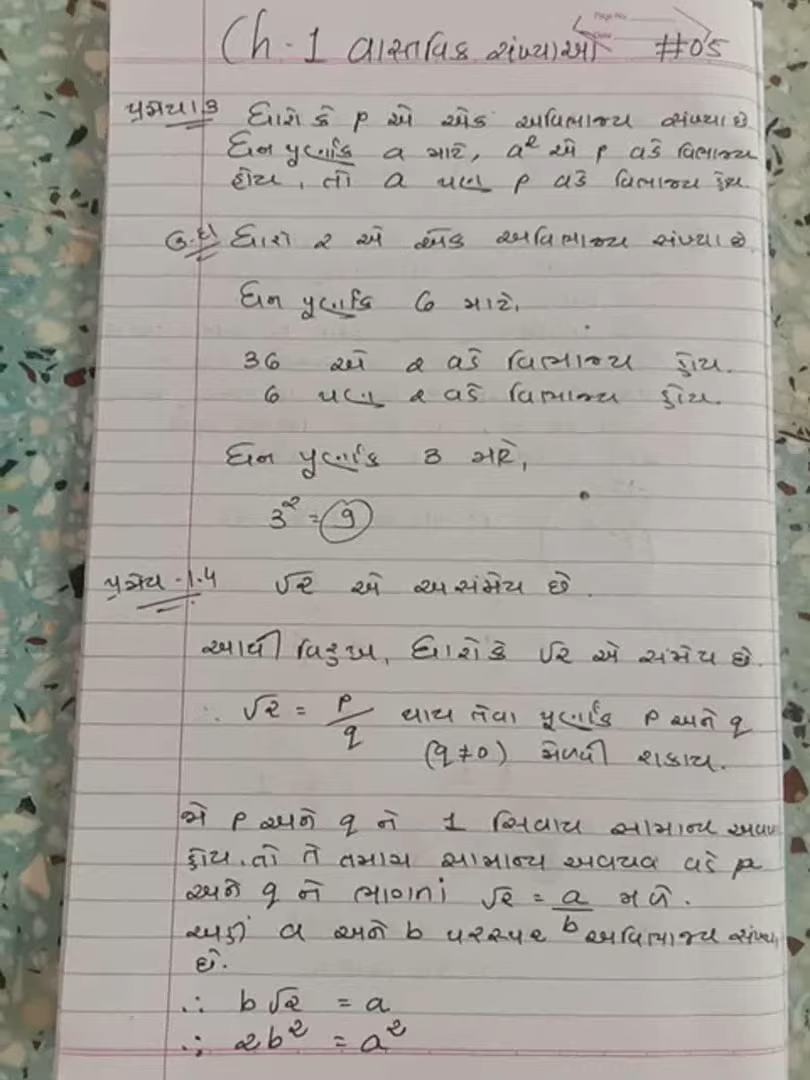 Ch-1 વાસ્તવિક સંખ્યાઓ #05
Page No.
Date
પ્રમેય 1.3 ધારો કે P એ એક અવિભાજ્ય સંખ્યા છે.
ધન પૂર્ણાંક a માટે, a² એ P વડે વિભાજ્ય
હોય, તો a પણ P વડે વિભાજ્ય હોય.
ઉ.દા ધારો 2 એ એક અવિભાજ્ય સંખ્યા છે.
ધન પૂર્ણાંક 6 માટે,
36 એ 2 વડે વિભાજ્ય હોય.
6 પણ 2 વડે વિભાજ્ય હોય.
ધન પૂર્ણાંક 3 માટે,
3² = 9
પ્રમેય - 1.4 √2 એ અસંમેય છે.
આથી વિરુદ્ધ, ધારોકે √2 એ સંમેય છે.
∴ √2 = P/q થાય તેવા પૂર્ણાંક P અને q
(q ≠ 0) મેળવી શકાય.
જો P અને q ને 1 સિવાય સામાન્ય અવયવ
હોય. તો તે તમામ સામાન્ય અવયવ વડે P
અને q ને ભાગતાં √2 = a/b મળે.
અહીં a અને b પરસ્પર અવિભાજ્ય સંખ્યા
છે.
∴ b√2 = a
∴ 2b² = a²